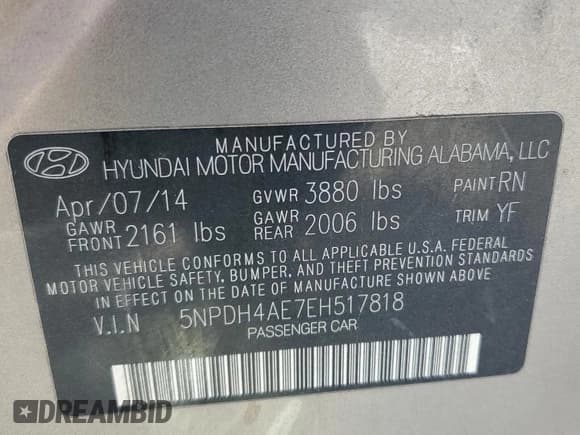 MANUFACTURED BY
HYUNDAI MOTOR MANUFACTURING ALABAMA, LLC
Apr/07/14 GVWR 3880 lbs PAINT RN
GAWR FRONT 2161 lbs GAWR REAR 2006 lbs TRIM YF
THIS VEHICLE CONFORMS TO ALL APPLICABLE U.S.A. FEDERAL
MOTOR VEHICLE SAFETY, BUMPER, AND THEFT PREVENTION STANDARDS
IN EFFECT ON THE DATE OF MANUFACTURE SHOWN ABOVE.
V.I.N 5NPDH4AE7EH517818
PASSENGER CAR
DREAMBID